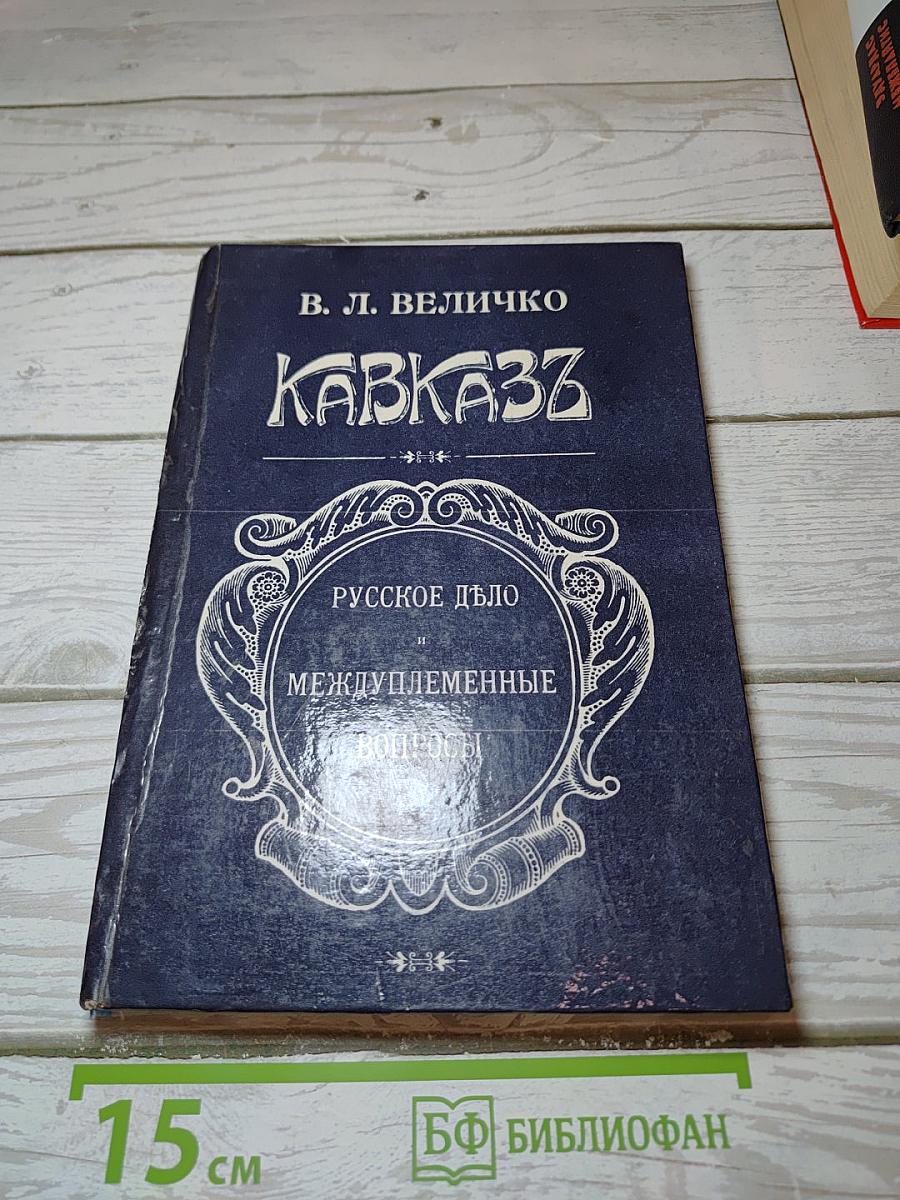 В. Л. ВЕЛИЧКО
КАВКАЗЪ
РУССКОЕ ДѢЛО
И
МЕЖДУПЛЕМЕННЫЕ
ВОПРОСЫ
15 см
БФ БИБЛИОФАН